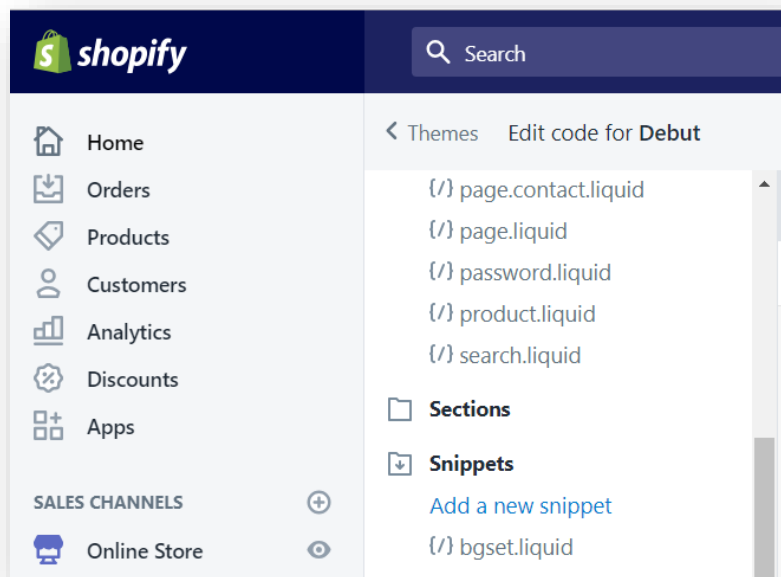 shopify
Search
Home
Orders
Products
Customers
Analytics
Discounts
Apps
SALES CHANNELS
Online Store
Themes Edit code for Debut
{/} page.contact.liquid
{/} page.liquid
{/} password.liquid
{/} product.liquid
{/} search.liquid
Sections
Snippets
Add a new snippet
{/} bgset.liquid